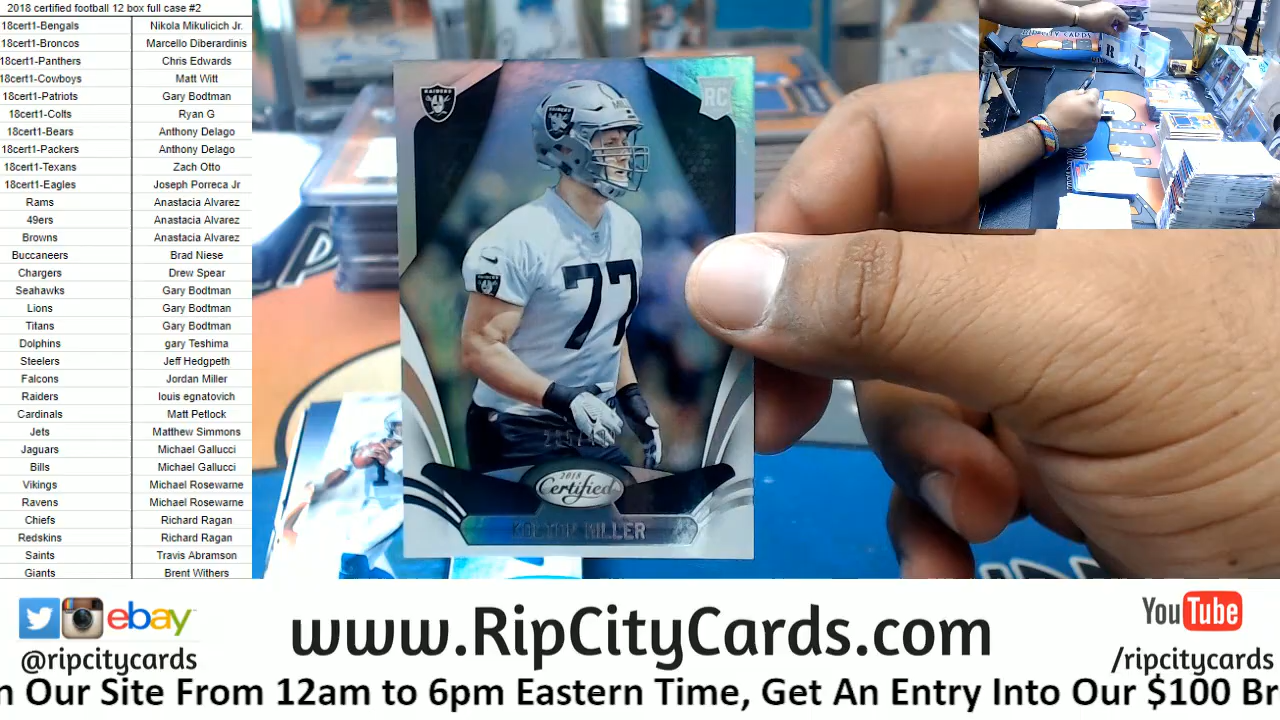 2018 certified football 12 box full case #2
18cert1-Bengals Nikola Mikulicich Jr.
18cert1-Broncos Marcello Diberardinis
18cert1-Panthers Chris Edwards
18cert1-Cowboys Matt Witt
18cert1-Patriots Gary Bodtman
18cert1-Colts Ryan G
18cert1-Bears Anthony Delago
18cert1-Packers Anthony Delago
18cert1-Texans Zach Otto
18cert1-Eagles Joseph Porreca Jr
Rams Anastacia Alvarez
49ers Anastacia Alvarez
Browns Anastacia Alvarez
Buccaneers Brad Niese
Chargers Drew Spear
Seahawks Gary Bodtman
Lions Gary Bodtman
Titans Gary Bodtman
Dolphins gary Teshima
Steelers Jeff Hedgpeth
Falcons Jordan Miller
Raiders louis egnatovich
Cardinals Matt Petlock
Jets Matthew Simmons
Jaguars Michael Gallucci
Bills Michael Gallucci
Vikings Michael Rosewarne
Ravens Michael Rosewarne
Chiefs Richard Ragan
Redskins Richard Ragan
Saints Travis Abramson
Giants Brent Withers
RAIDERS
RC
77
2018
Certified
KOLTON MILLER
ebay
@ripcitycards
www.RipCityCards.com
YouTube
/ripcitycards
n Our Site From 12am to 6pm Eastern Time, Get An Entry Into Our $100 Br